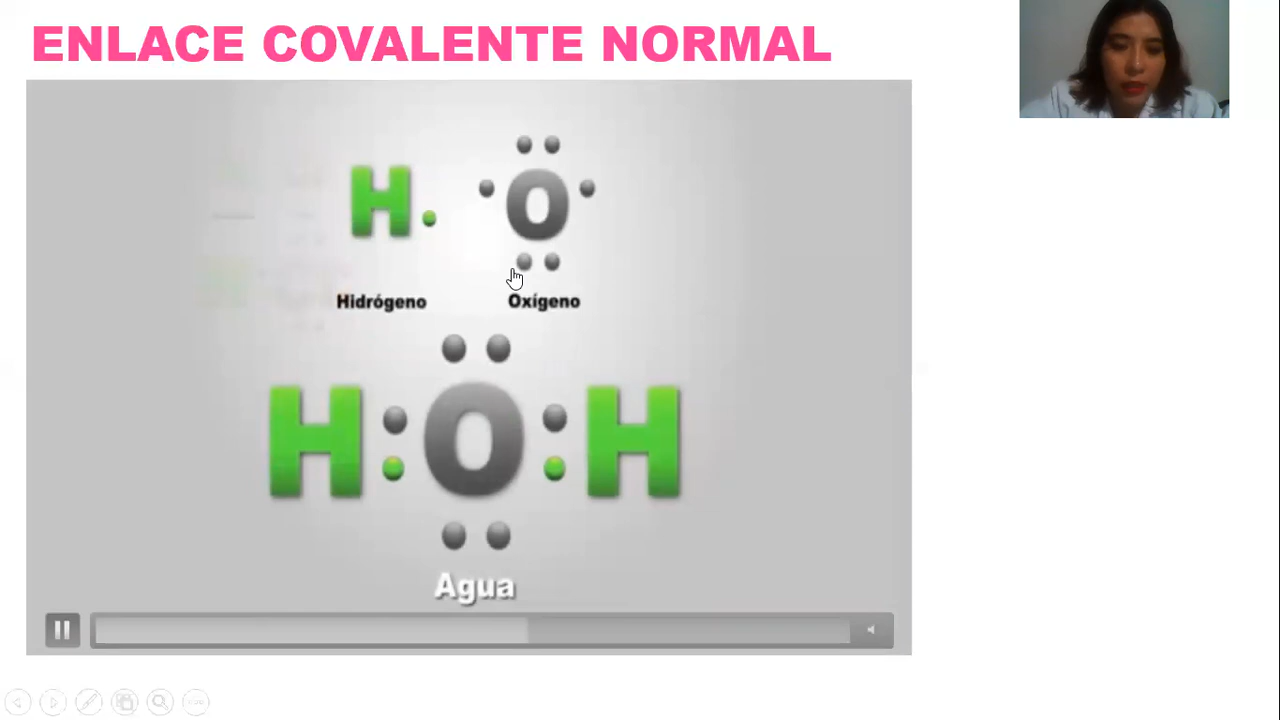 ENLACE COVALENTE NORMAL
H. O
Hidrógeno Oxígeno
H : O : H
Agua